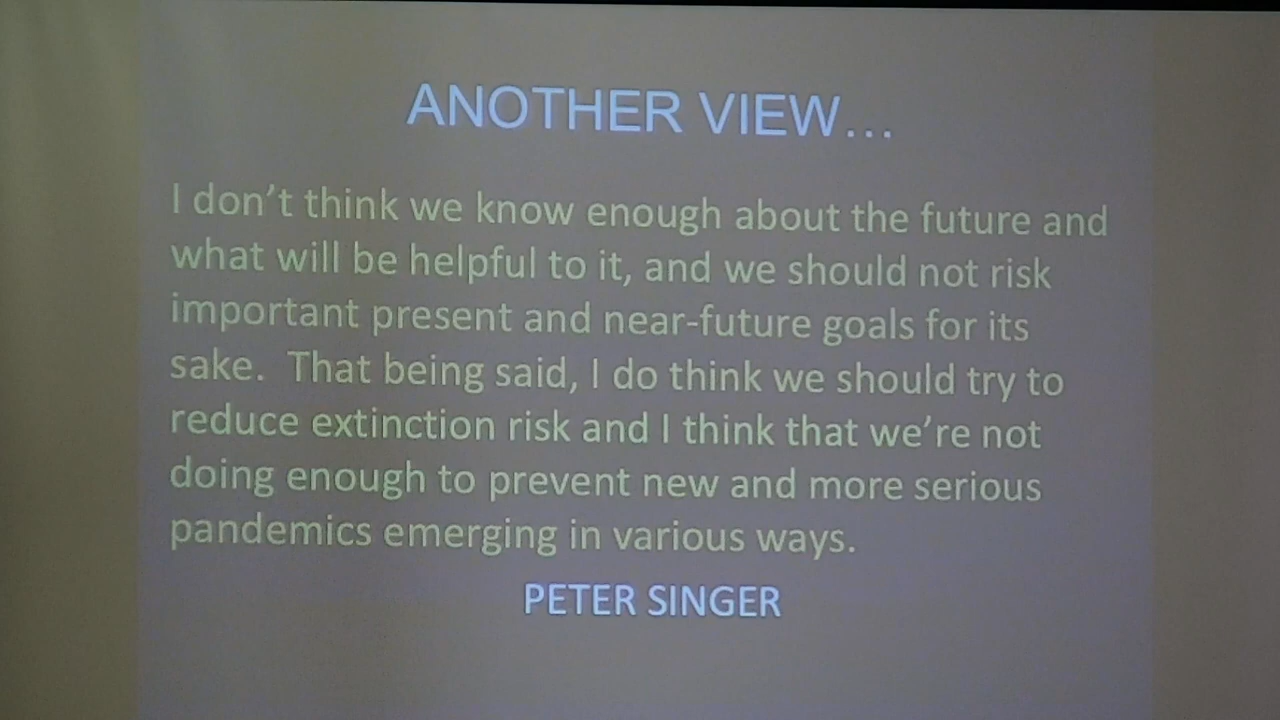 ANOTHER VIEW...
I don’t think we know enough about the future and
what will be helpful to it, and we should not risk
important present and near-future goals for its
sake.  That being said, I do think we should try to
reduce extinction risk and I think that we’re not
doing enough to prevent new and more serious
pandemics emerging in various ways.
PETER SINGER